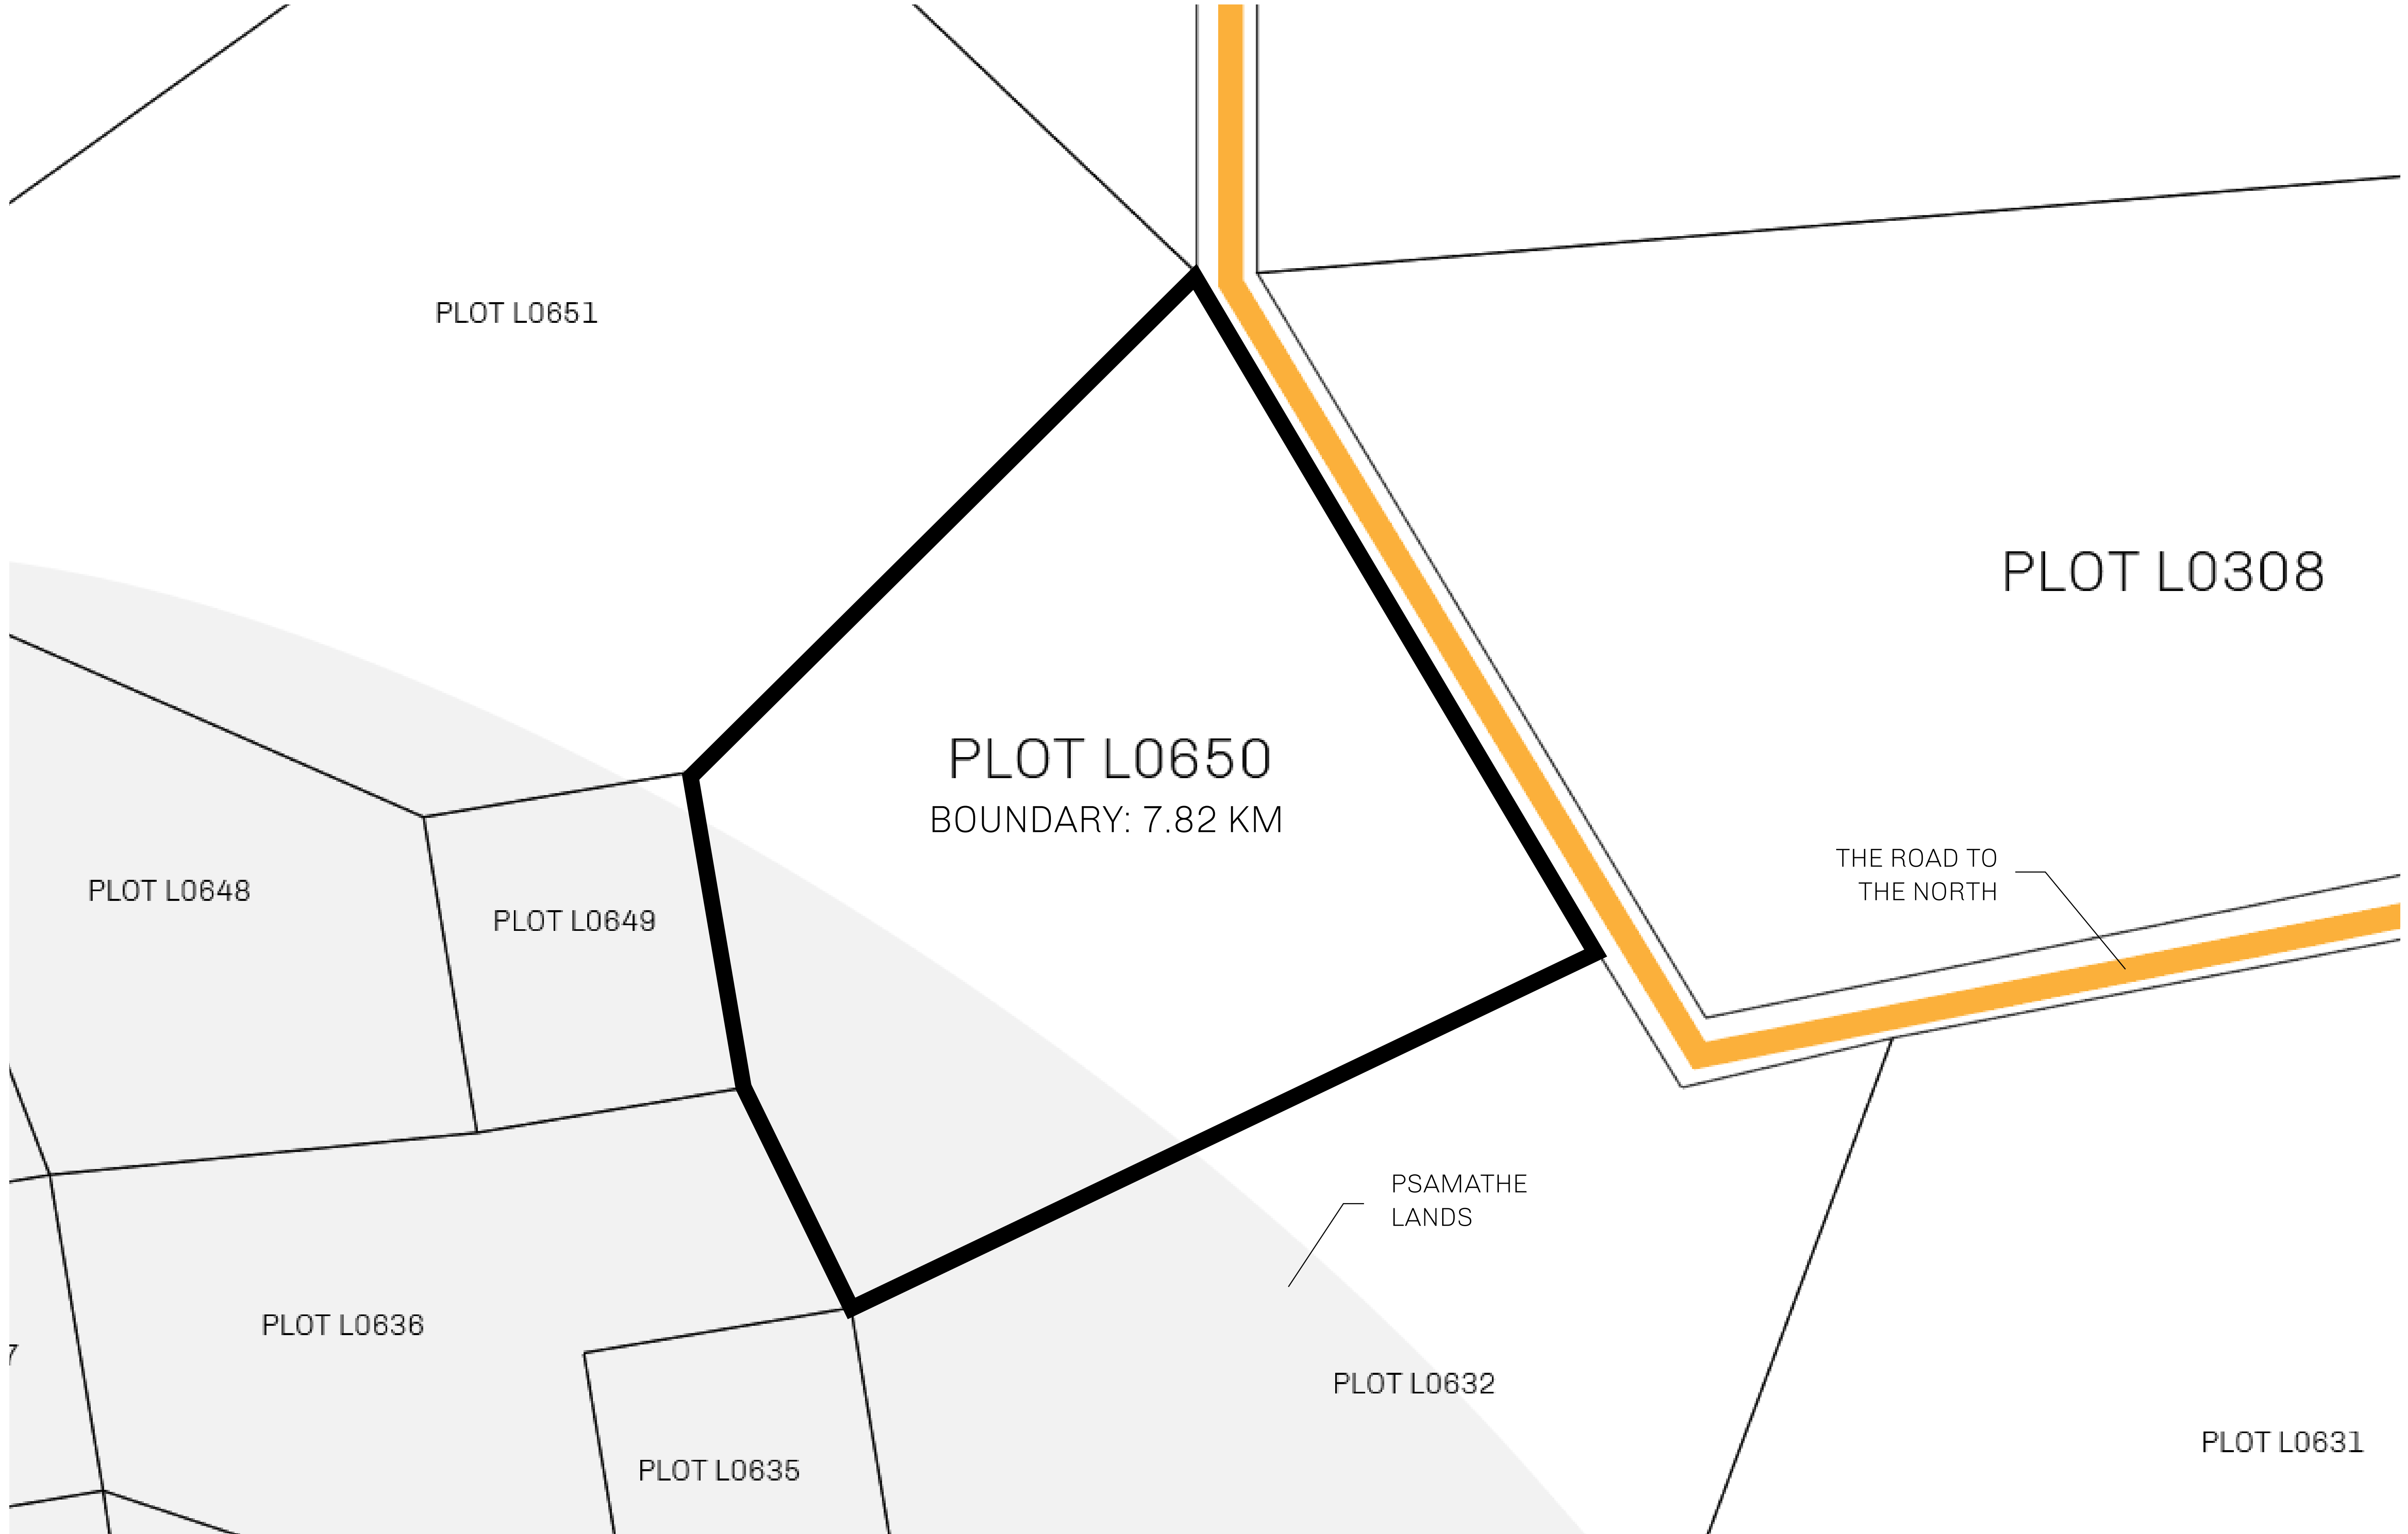 PLOT L0651
PLOT L0308
PLOT L0650
BOUNDARY: 7.82 KM
THE ROAD TO
THE NORTH
PLOT L0648
PLOT L0649
PSAMATHE
LANDS
PLOT L0636
7
PLOT L0632
PLOT L0631
PLOT L0635